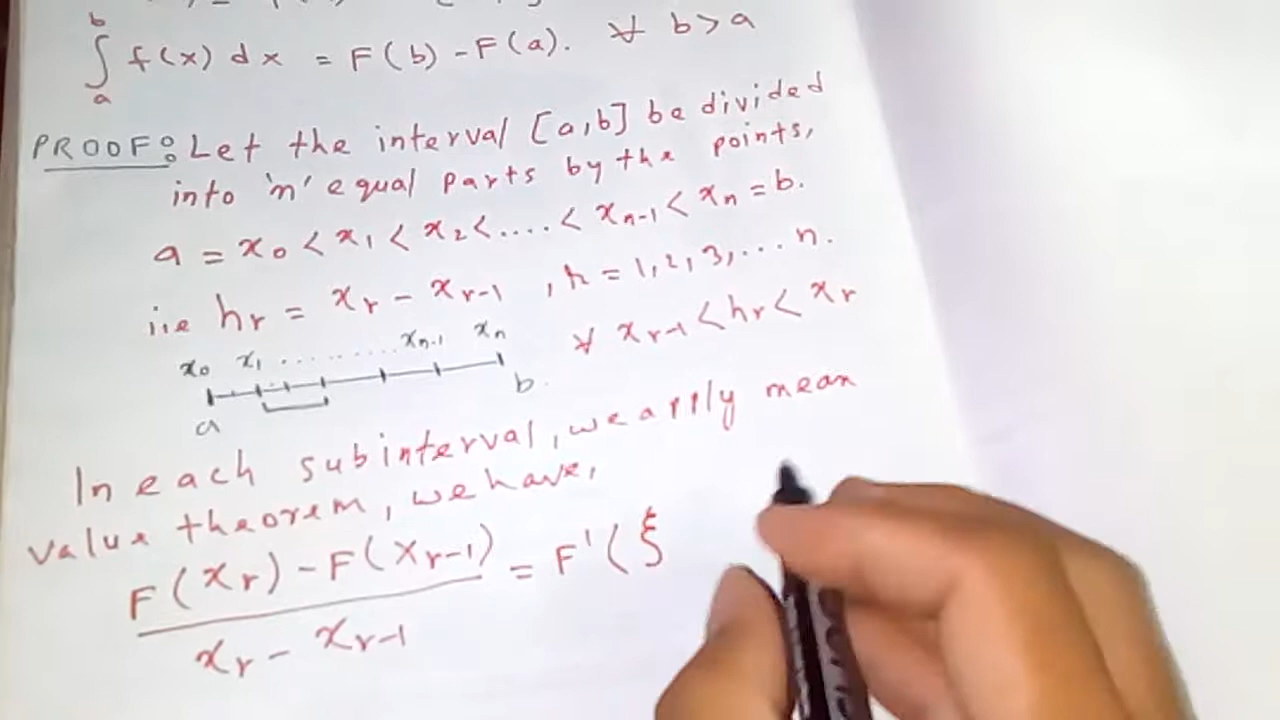 b
∫ f(x) dx = F(b) - F(a). ∀ b > a
a
PROOF: Let the interval [a,b] be divided
into 'n' equal parts by the points,
a = x₀ < x₁ < x₂ < .... < xₙ₋₁ < xₙ = b.
i.e hᵣ = xᵣ - xᵣ₋₁ , r = 1, 2, 3, ... n.
∀ xᵣ₋₁ < hᵣ < xᵣ
x₀ x₁ ......... xₙ₋₁ xₙ
a b.
In each subinterval, we apply mean
value theorem, we have,
F(xᵣ) - F(xᵣ₋₁) = F'(ξ
xᵣ - xᵣ₋₁